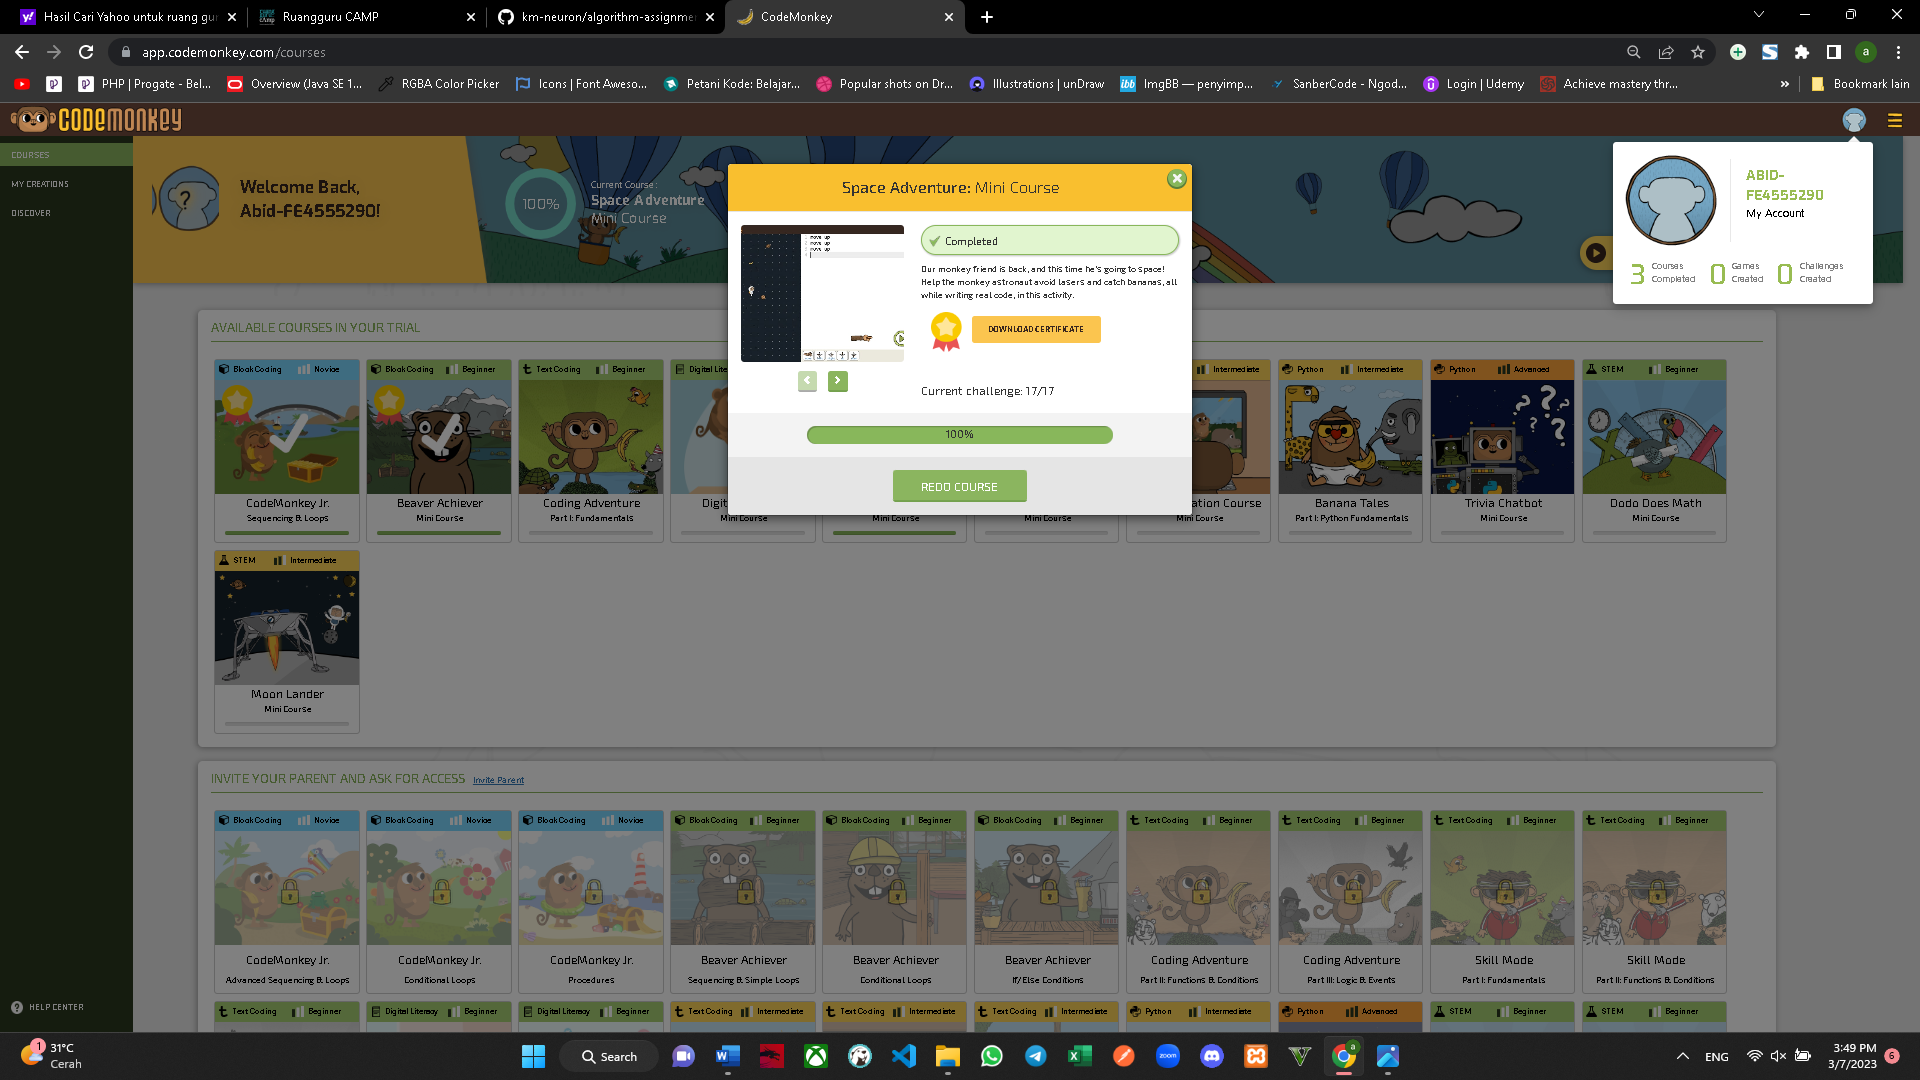 Hasil Cari Yahoo untuk ruang gur
Ruangguru CAMP
km-neuron/algorithm-assignme
CodeMonkey
app.codemonkey.com/courses
PHP | Progate - Bel...
Overview (Java SE 1...
RGBA Color Picker
Icons | Font Aweso...
Petani Kode: Belajar...
Popular shots on Dr...
Illustrations | unDraw
ImgBB — penyimp...
SanberCode - Ngod...
Login | Udemy
Achieve mastery thr...
»
Bookmark lain
CODEMONKEY
COURSES
MY CREATIONS
DISCOVER
HELP CENTER
Welcome Back,
Abid-FE4555290!
100%
Current Course:
Space Adventure
Mini Course
ABID-
FE4555290
My Account
3 Courses Completed
0 Games Created
0 Challenges Created
Space Adventure: Mini Course
move up
move up
move up
Completed
Our monkey friend is back, and this time he's going to space!
Help the monkey astronaut avoid lasers and catch bananas, all
while writing real code, in this activity.
DOWNLOAD CERTIFICATE
Current challenge: 17/17
100%
REDO COURSE
AVAILABLE COURSES IN YOUR TRIAL
Block Coding Novice
Block Coding Beginner
Text Coding Beginner
Digital Lite
Intermediate
Python Intermediate
Python Advanced
STEM Beginner
CodeMonkey Jr.
Sequencing & Loops
Beaver Achiever
Mini Course
Coding Adventure
Part I: Fundamentals
Digit
Mini Course
Mini Course
Mini Course
ation Course
Mini Course
Banana Tales
Part I: Python Fundamentals
Trivia Chatbot
Mini Course
Dodo Does Math
Mini Course
STEM Intermediate
Moon Lander
Mini Course
INVITE YOUR PARENT AND ASK FOR ACCESS Invite Parent
Block Coding Novice
Block Coding Novice
Block Coding Novice
Block Coding Beginner
Block Coding Beginner
Block Coding Beginner
Text Coding Beginner
Text Coding Beginner
Text Coding Beginner
Text Coding Beginner
CodeMonkey Jr.
Advanced Sequencing & Loops
CodeMonkey Jr.
Conditional Loops
CodeMonkey Jr.
Procedures
Beaver Achiever
Sequencing & Simple Loops
Beaver Achiever
Conditional Loops
Beaver Achiever
If/Else Conditions
Coding Adventure
Part II: Functions & Conditions
Coding Adventure
Part III: Logic & Events
Skill Mode
Part I: Fundamentals
Skill Mode
Part II: Functions & Conditions
Text Coding Beginner
Digital Literacy Beginner
Digital Literacy Beginner
Text Coding Intermediate
Text Coding Intermediate
Text Coding Intermediate
Python Intermediate
Python Advanced
STEM Beginner
STEM Beginner
1
31°C
Cerah
Search
zoom
ENG
3:49 PM
3/7/2023
6